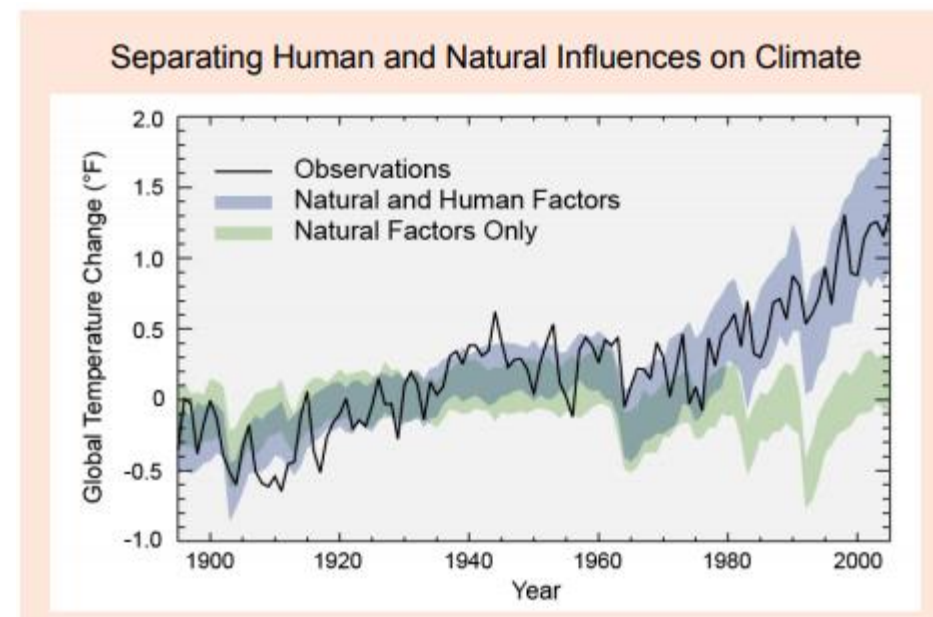 Separating Human and Natural Influences on Climate
2.0
Observations
1.5
Natural and Human Factors
Natural Factors Only
1.0
0.5
0
-0.5
-1.0
Global Temperature Change (°F)
1900 1920 1940 1960 1980 2000
Year